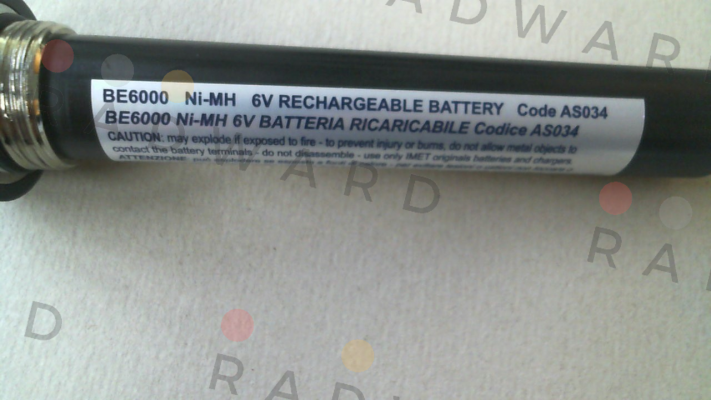 BE6000 Ni-MH 6V RECHARGEABLE BATTERY Code AS034
BE6000 Ni-MH 6V BATTERIA RICARICABILE Codice AS034
CAUTION: may explode if exposed to fire - to prevent injury or burns, do not allow metal objects to
contact the battery terminals - do not disassemble - use only IMET originals batteries and chargers
ATTENZIONE:
RADWARD
RADWARD
RA
D
RAD